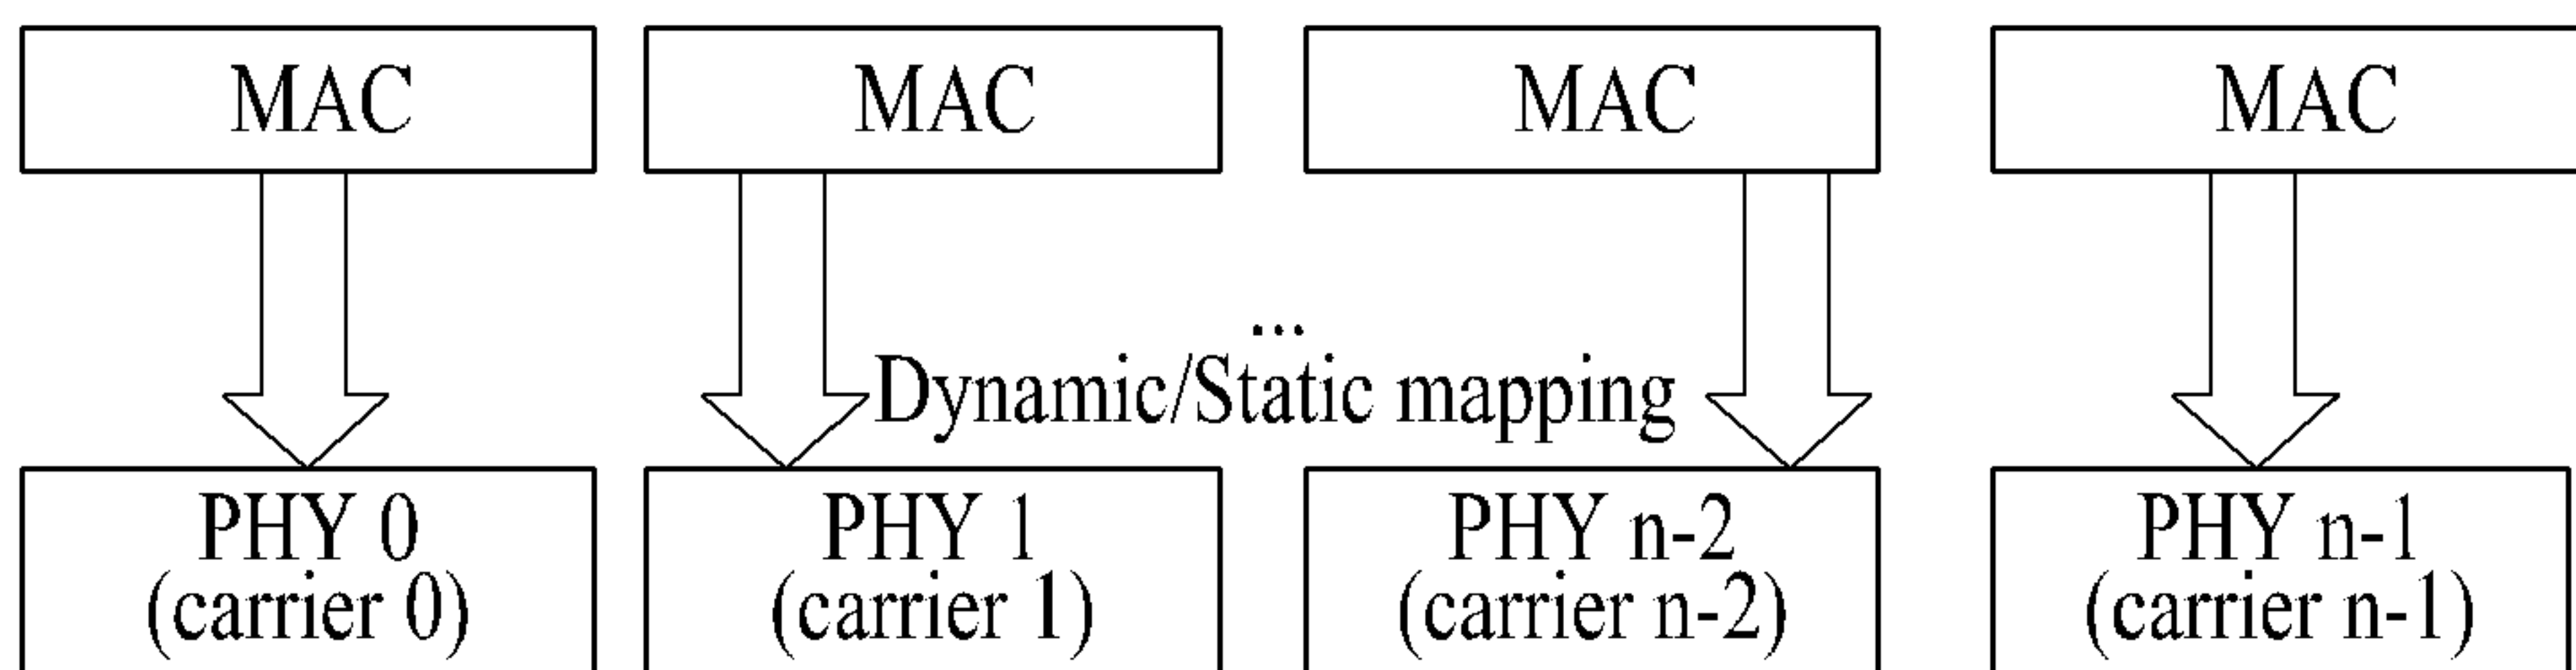 MAC
MAC
MAC
MAC
...
Dynamic/Static mapping
PHY 0
(carrier 0)
PHY 1
(carrier 1)
PHY n-2
(carrier n-2)
PHY n-1
(carrier n-1)